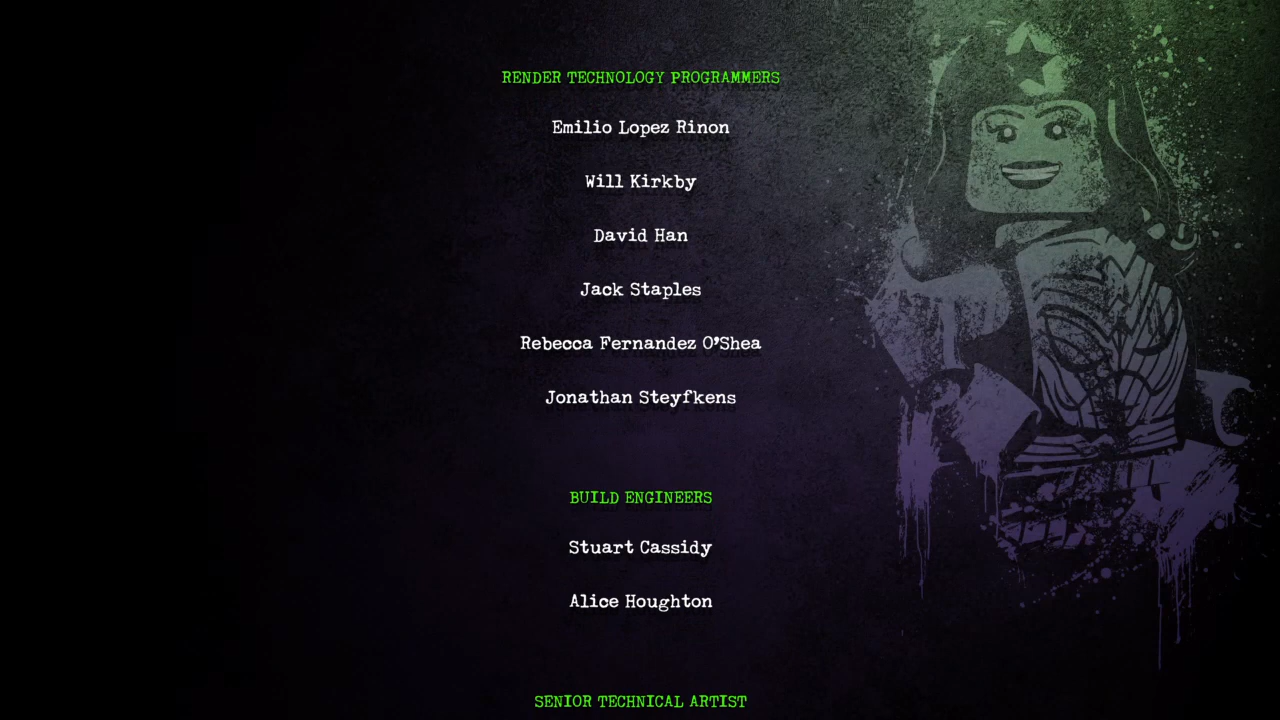 RENDER TECHNOLOGY PROGRAMMERS
Emilio Lopez Rinon
Will Kirkby
David Han
Jack Staples
Rebecca Fernandez O'Shea
Jonathan Steyfkens
BUILD ENGINEERS
Stuart Cassidy
Alice Houghton
SENIOR TECHNICAL ARTIST